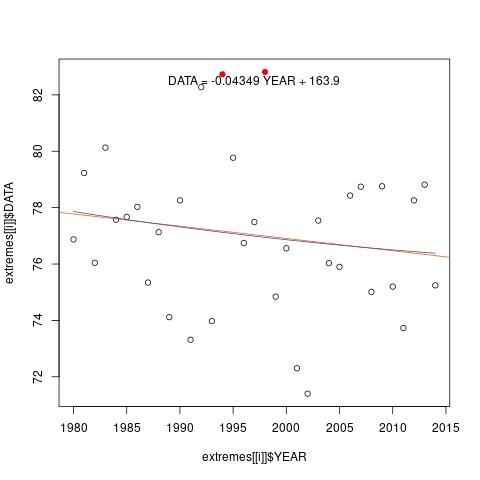 DATA = -0.04349 YEAR + 163.9
82
80
78
76
74
72
extremes[[i]]$DATA
1980 1985 1990 1995 2000 2005 2010 2015
extremes[[i]]$YEAR